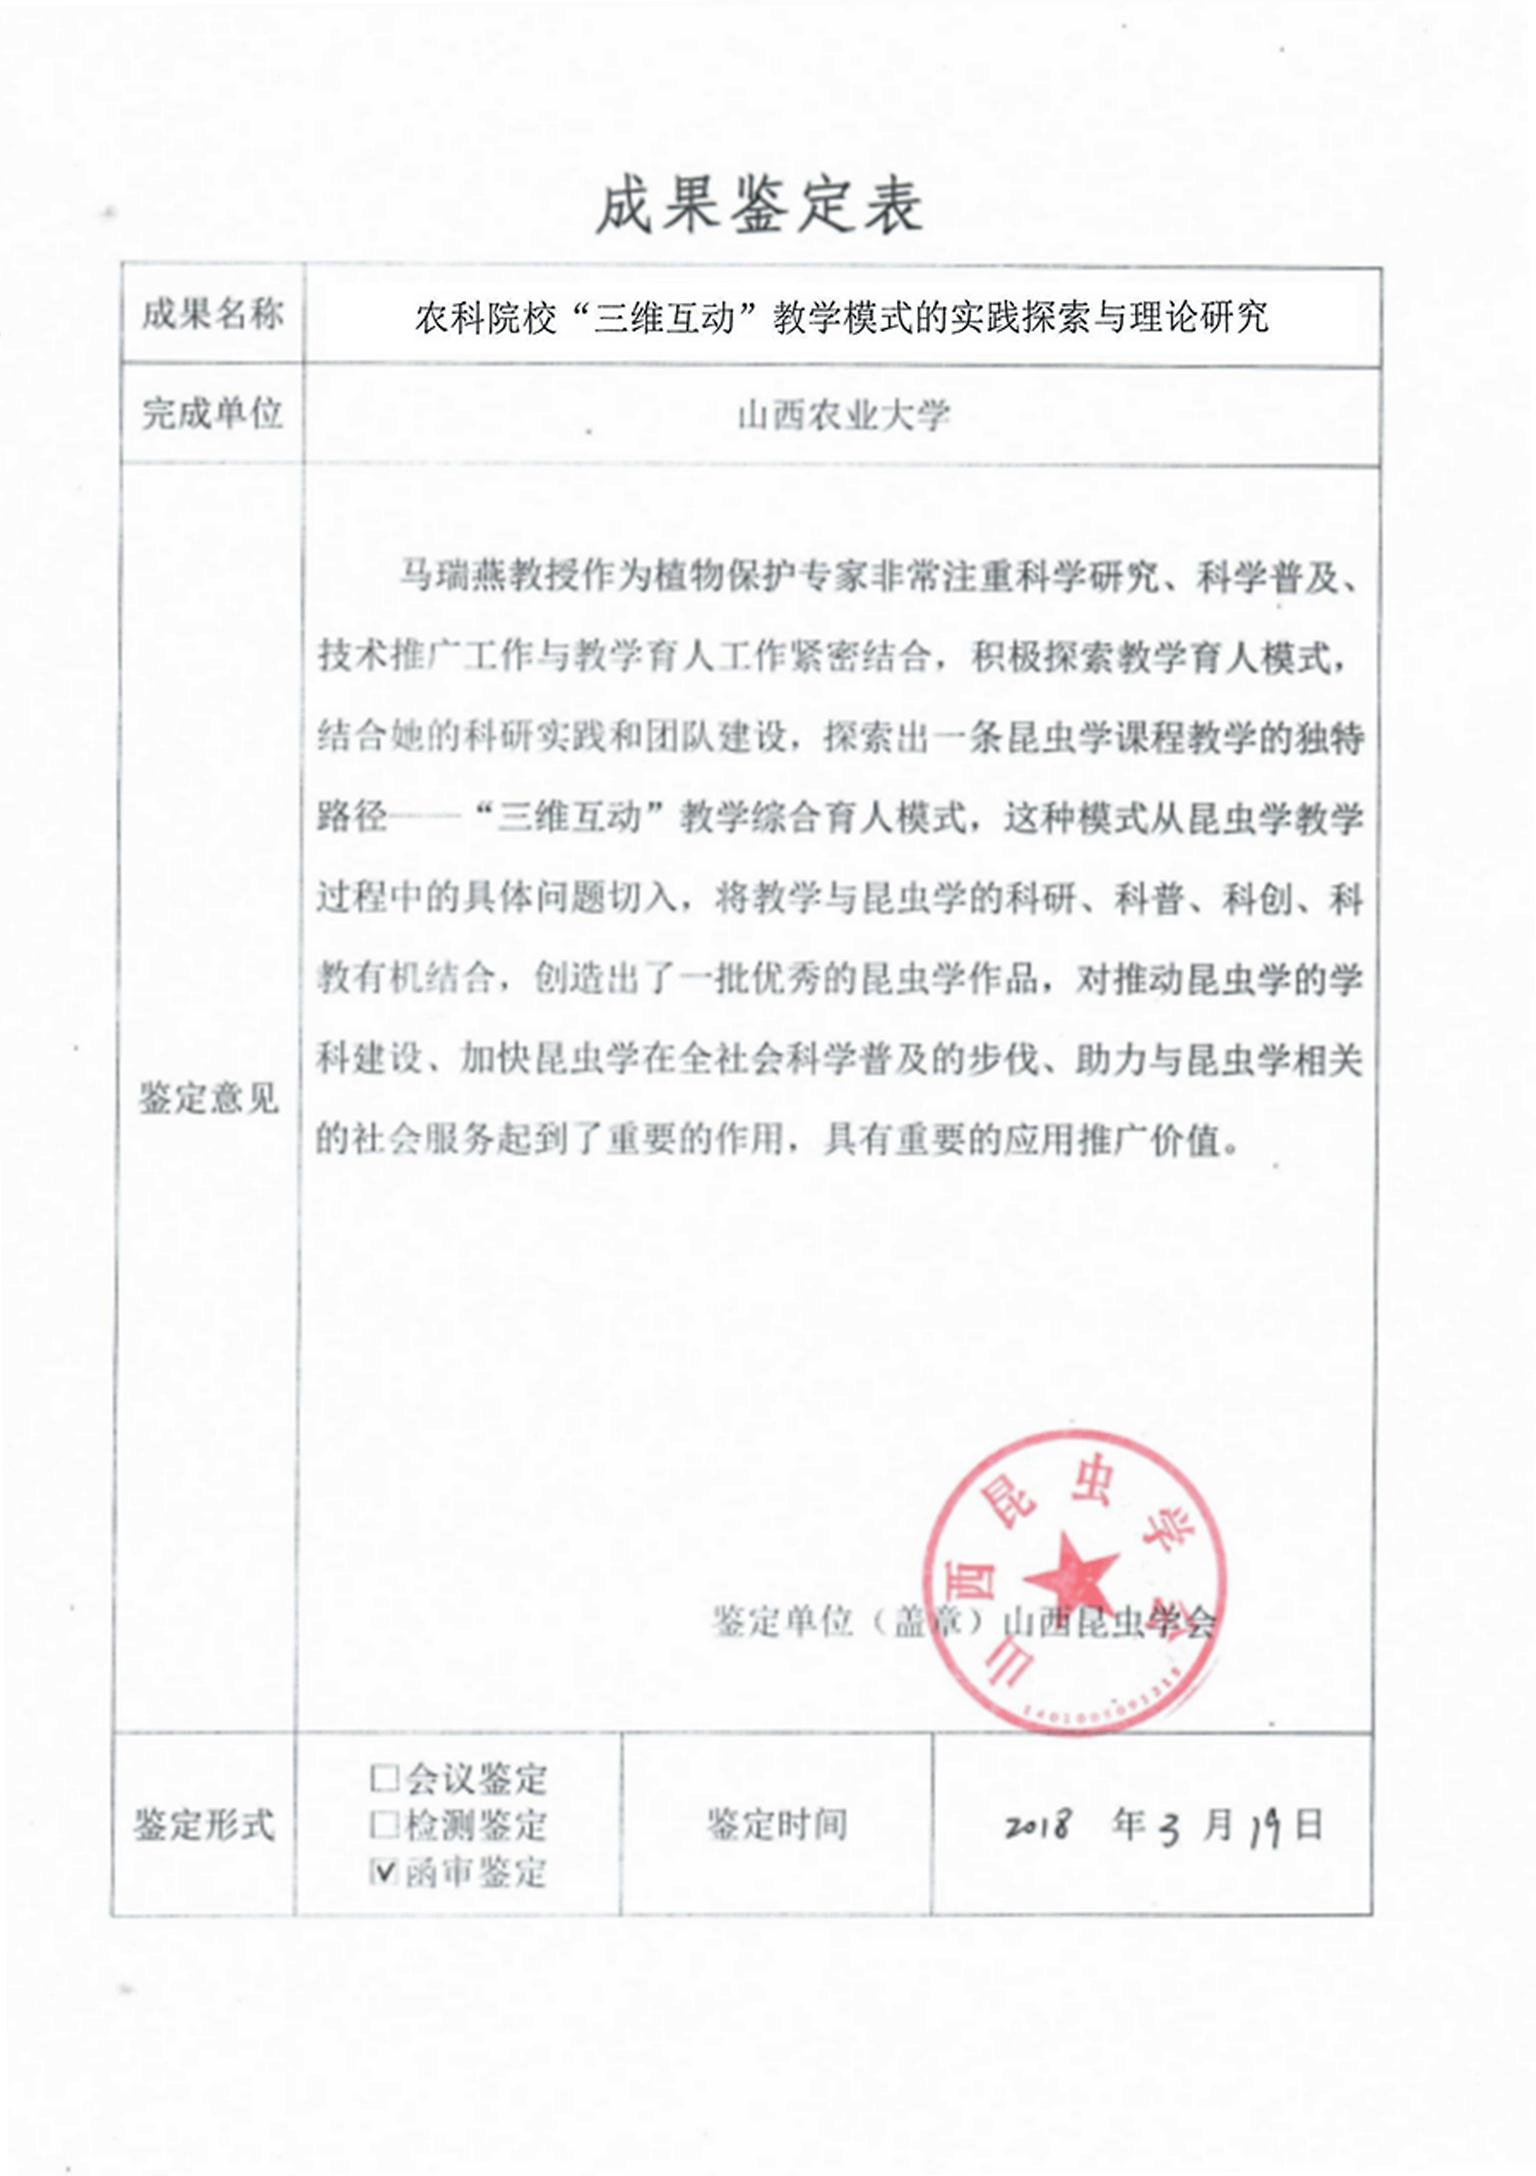 成果鉴定表
成果名称
农科院校“三维互动”教学模式的实践探索与理论研究
完成单位
山西农业大学
鉴定意见
马瑞燕教授作为植物保护专家非常注重科学研究、科学普及、
技术推广工作与教学育人工作紧密结合，积极探索教学育人模式，
结合她的科研实践和团队建设，探索出一条昆虫学课程教学的独特
路径——“三维互动”教学综合育人模式，这种模式从昆虫学教学
过程中的具体问题切入，将教学与昆虫学的科研、科普、科创、科
教有机结合，创造出了一批优秀的昆虫学作品，对推动昆虫学的学
科建设、加快昆虫学在全社会科学普及的步伐、助力与昆虫学相关
的社会服务起到了重要的作用，具有重要的应用推广价值。
山西昆虫学会
鉴定单位（盖章）山西昆虫学会
鉴定形式
□会议鉴定
□检测鉴定
☑函审鉴定
鉴定时间
2018 年 3 月 19 日